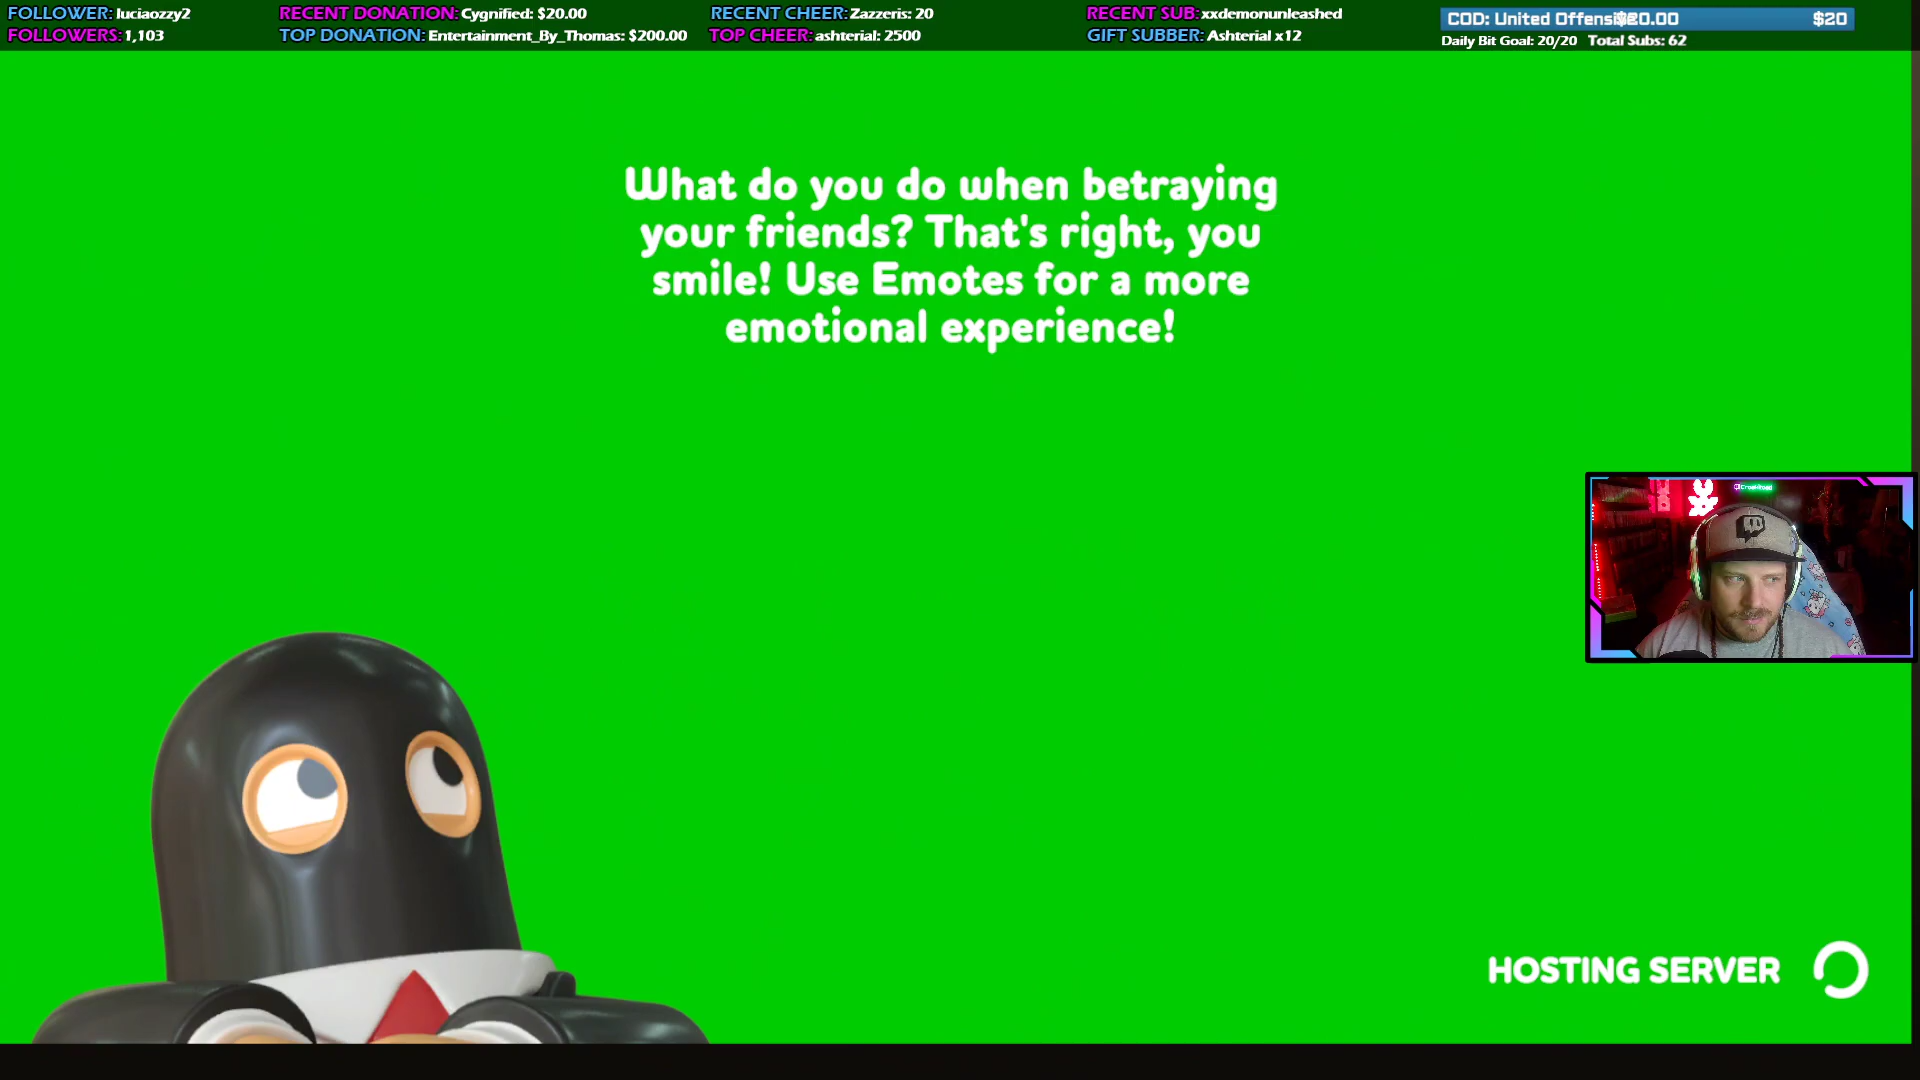 FOLLOWER: luciaozzy2
FOLLOWERS: 1,103
RECENT DONATION: Cygnified: $20.00
TOP DONATION: Entertainment_By_Thomas: $200.00
RECENT CHEER: Zazzeris: 20
TOP CHEER: ashterial: 2500
RECENT SUB: xxdemonunleashed
GIFT SUBBER: Ashterial x12
COD: United $20
Daily Bit Goal: 20/20 Total Subs: 62
What do you do when betraying
your friends? That's right, you
smile! Use Emotes for a more
emotional experience!
HOSTING SERVER